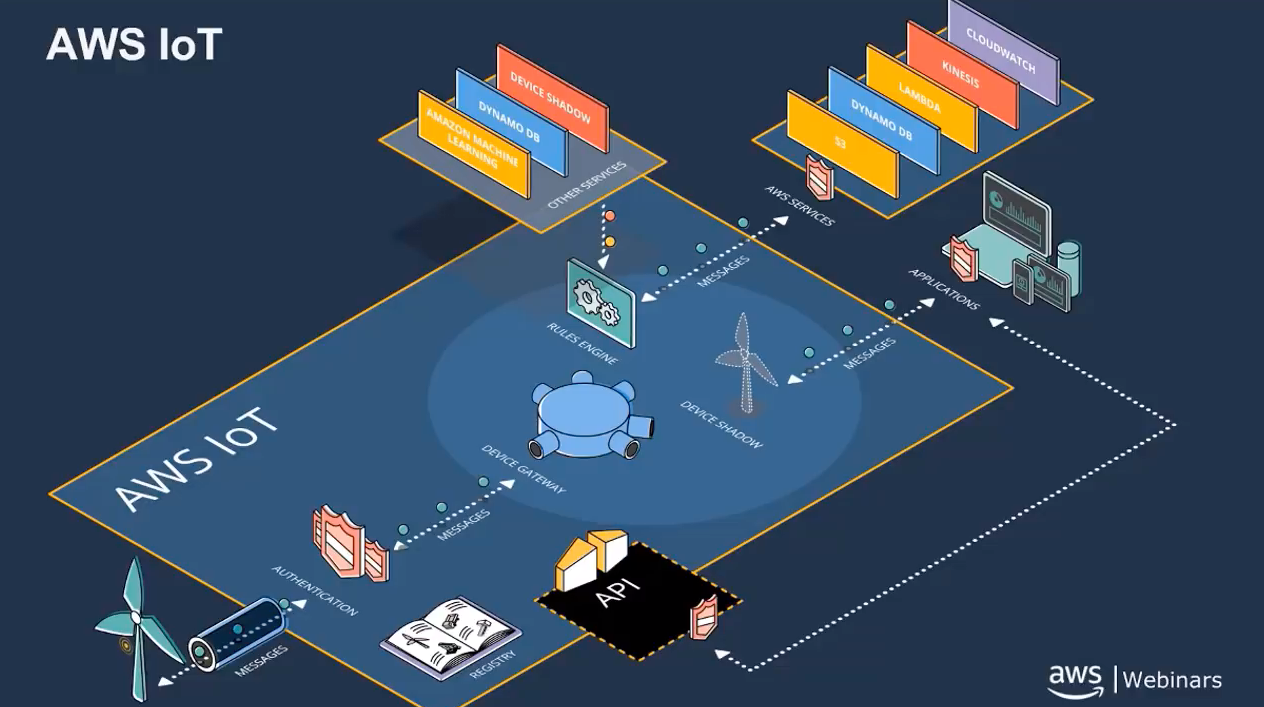 AWS IoT
CLOUDWATCH
KINESIS
LAMBDA
DYNAMO DB
S3
DEVICE SHADOW
DYNAMO DB
AMAZON MACHINE
LEARNING
OTHER SERVICES
AWS SERVICES
MESSAGES
APPLICATIONS
MESSAGES
RULES ENGINE
DEVICE SHADOW
AWS IoT
DEVICE GATEWAY
MESSAGES
AUTHENTICATION
MESSAGES
REGISTRY
API
aws | Webinars